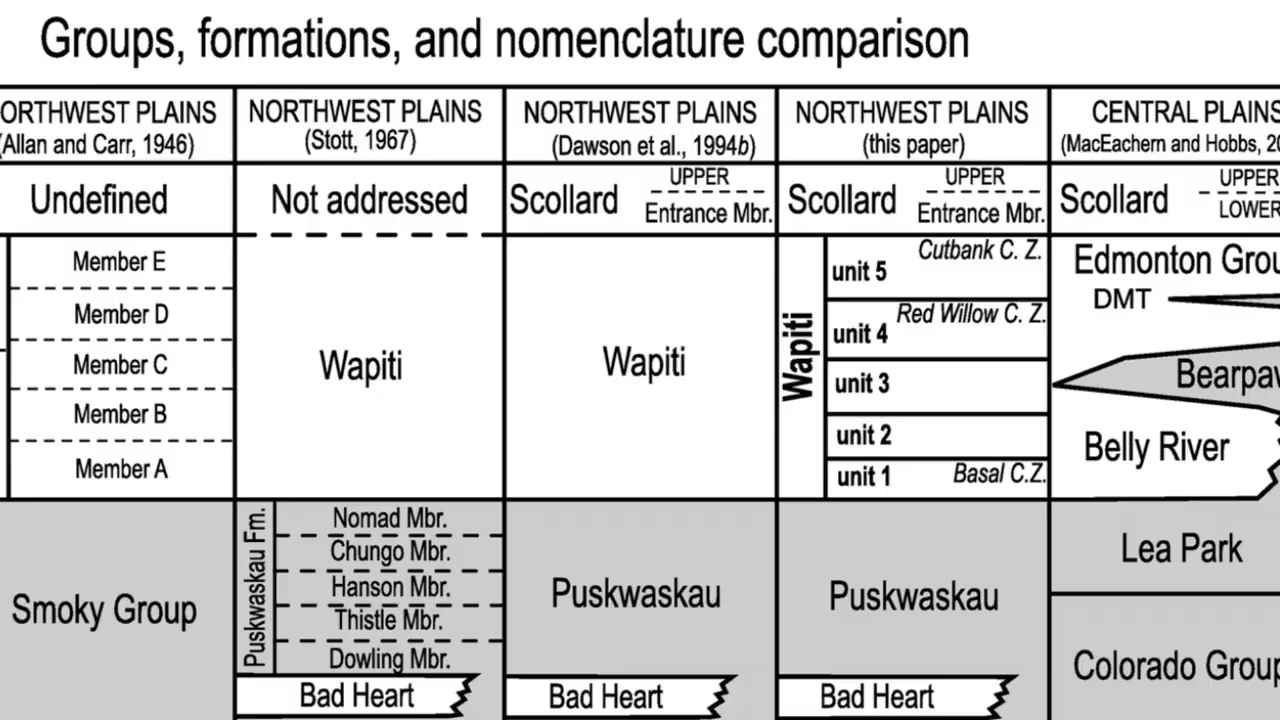 Groups, formations, and nomenclature comparison
ORTHWEST PLAINS
(Allan and Carr, 1946)
Undefined
Member E
Member D
Member C
Member B
Member A
Smoky Group
NORTHWEST PLAINS
(Stott, 1967)
Not addressed
Wapiti
Puskwaskau Fm.
Nomad Mbr.
Chungo Mbr.
Hanson Mbr.
Thistle Mbr.
Dowling Mbr.
Bad Heart
NORTHWEST PLAINS
(Dawson et al., 1994b)
Scollard
UPPER
Entrance Mbr.
Wapiti
Puskwaskau
Bad Heart
NORTHWEST PLAINS
(this paper)
Scollard
UPPER
Entrance Mbr.
Wapiti
Cutbank C. Z.
unit 5
Red Willow C. Z.
unit 4
unit 3
unit 2
unit 1 Basal C.Z.
Puskwaskau
Bad Heart
CENTRAL PLAINS
(MacEachern and Hobbs, 20
Scollard
UPPER
LOWER
Edmonton Grou
DMT
Bearpaw
Belly River
Lea Park
Colorado Group